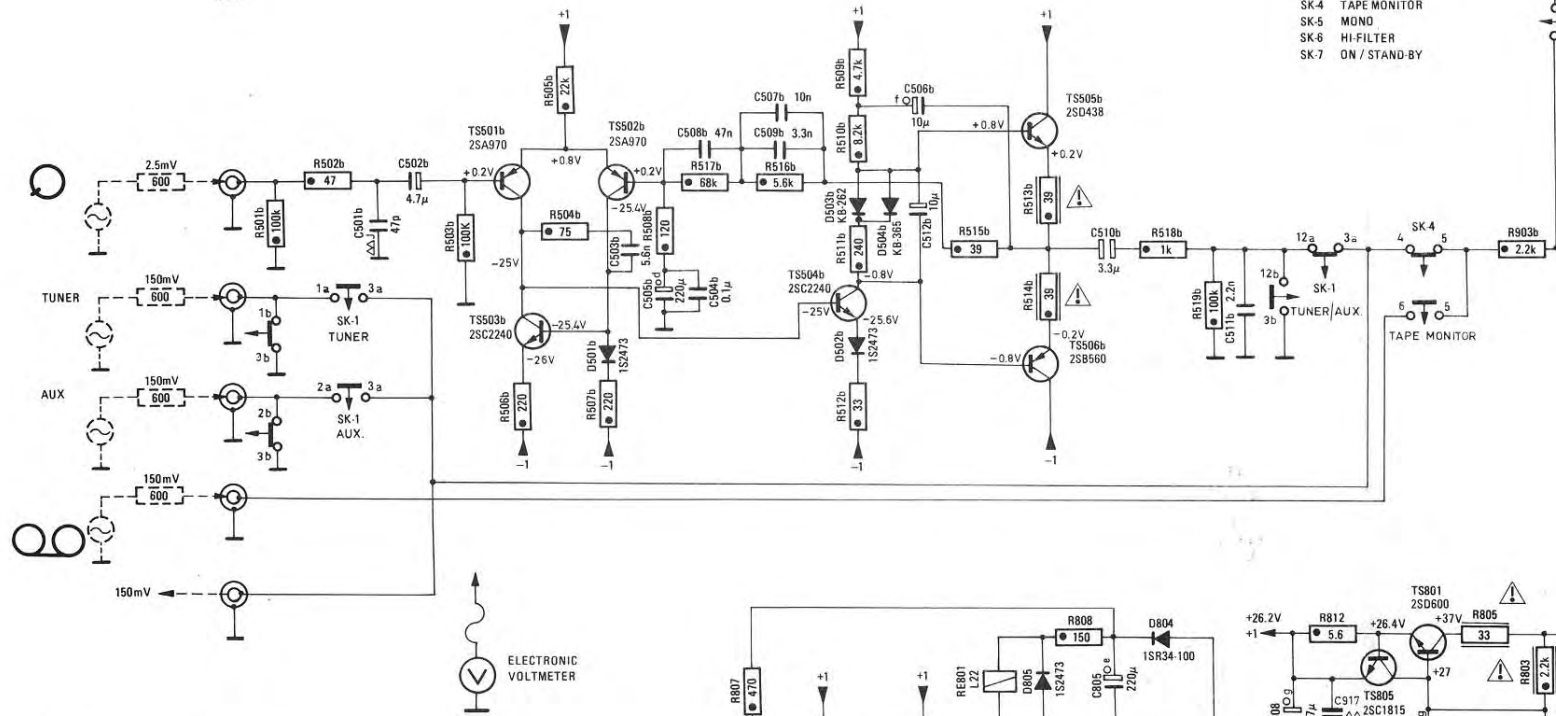 SK-4 TAPE MONITOR
SK-5 MONO
SK-6 HI-FILTER
SK-7 ON / STAND-BY
+1
+1
+1
R505b
22k
R509b
4.7k
C506b
f
10µ
TS505b
2SD438
C507b 10n
C508b 47n
C509b 3.3n
R510b
8.2k
+0.8V
TS501b
2SA970
TS502b
2SA970
+0.8V
+0.2V
+0.2V
+0.2V
R517b
68k
R516b
5.6k
2.5mV
600
R502b
47
C502b
4.7µ
R501b
100k
C501b
47p
R503b
100K
R504b
75
-25.4V
R508b
120
C503b
5.6n
D503b
KB-262
D504b
KB-365
10µ
C512b
R513b
39
R511b
240
R515b
39
C510b
3.3µ
R518b
1k
12a
3a
SK-1
SK-4
4
5
R903b
2.2k
-25V
C505b
d
220µ
C504b
0.1µ
-0.8V
TS504b
2SC2240
-25V
-25.6V
R514b
39
R519b
100k
C511b 2.2n
12b
3b
TUNER/AUX.
6
5
TAPE MONITOR
TUNER
150mV
600
1a
3a
SK-1
TUNER
1b
3b
TS503b
2SC2240
-25.4V
-26V
D501b
1S2473
D502b
1S2473
-0.2V
-0.8V
TS506b
2SB560
AUX
150mV
600
2a
3a
SK-1
AUX.
2b
3b
R506b
220
R507b
220
R512b
33
-1
-1
-1
-1
150mV
600
150mV
V
ELECTRONIC
VOLTMETER
R807
470
+1
+1
RE801
L22
D805
1S2473
R808
150
C805
e
220µ
D804
1SR34-100
TS801
2SD600
+26.2V
+1
R812
5.6
+26.4V
+37V
R805
33
+27
R803
2.2k
TS805
2SC1815
C917
g